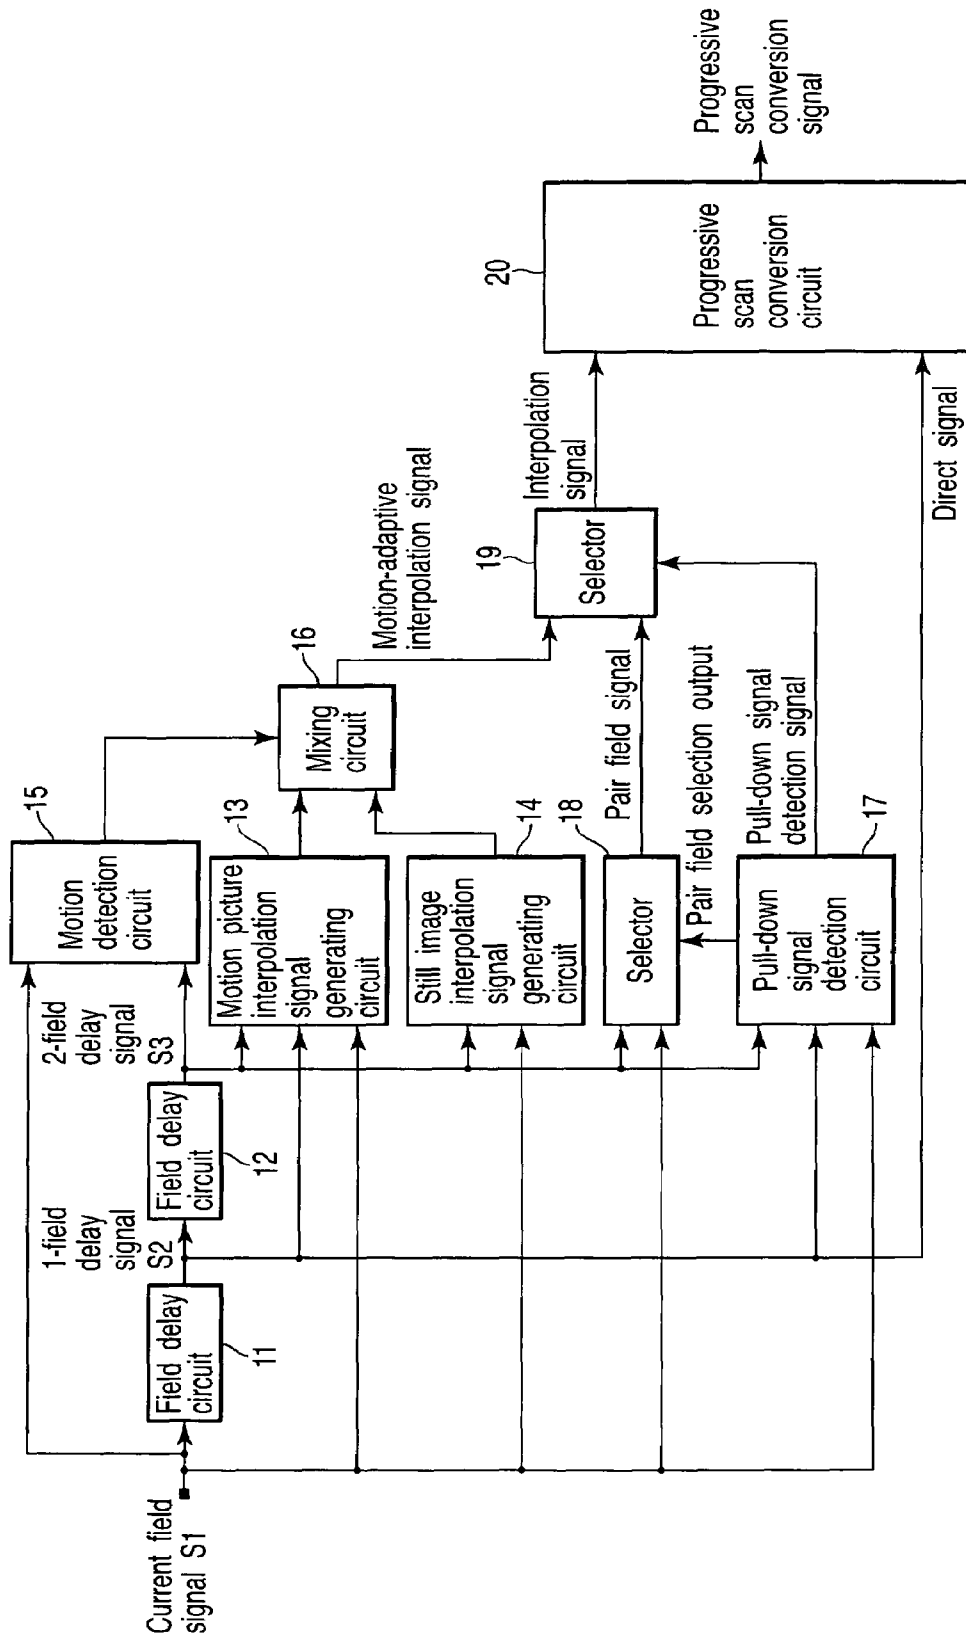 Current field
signal S1
Field delay
circuit
11
1-field
delay
signal
S2
Field delay
circuit
12
2-field
delay
signal
S3
Motion
detection
circuit
15
Motion picture
interpolation
signal
generating
circuit
13
Still image
interpolation
signal
generating
circuit
14
Selector
18
Pull-down
signal
detection
circuit
17
Mixing
circuit
16
Motion-adaptive
interpolation signal
Pair field signal
Pair field selection output
Pull-down signal
detection signal
Selector
19
Interpolation
signal
Direct signal
Progressive
scan
conversion
circuit
20
Progressive
scan
conversion
signal